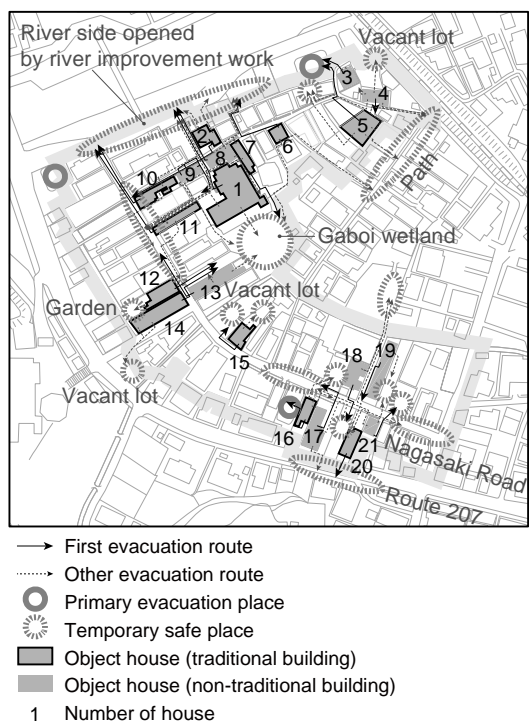 River side opened
by river improvement work
Vacant lot
3
4
5
2
7
6
8
9
10
1
Path
11
Gaboi wetland
12
13
Vacant lot
Garden
14
15
18
19
Vacant lot
16
17
21
20
Nagasaki Road
Route 207
First evacuation route
Other evacuation route
Primary evacuation place
Temporary safe place
Object house (traditional building)
Object house (non-traditional building)
1 Number of house